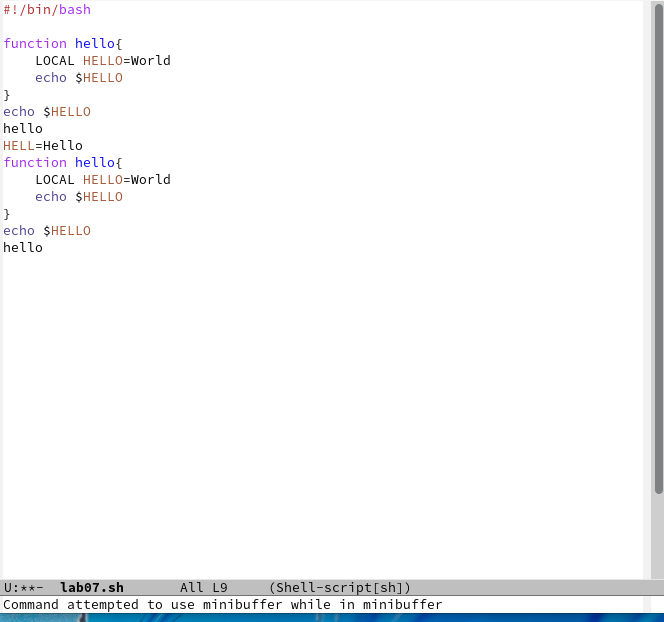 #!/bin/bash

function hello{
    LOCAL HELLO=World
    echo $HELLO
}
echo $HELLO
hello
HELL=Hello
function hello{
    LOCAL HELLO=World
    echo $HELLO
}
echo $HELLO
hello
U:**-  lab07.sh       All L9     (Shell-script[sh])
Command attempted to use minibuffer while in minibuffer